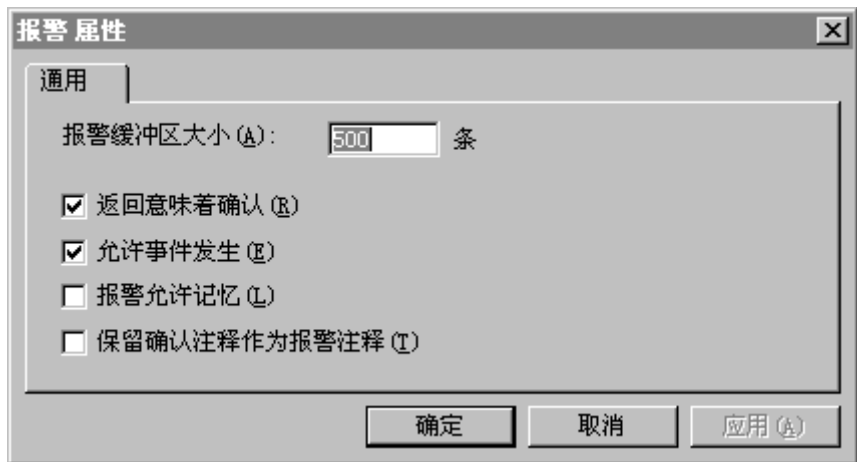 报警 属性
通用
报警缓冲区大小(A): 500 条
返回意味着确认(R)
允许事件发生(E)
报警允许记忆(L)
保留确认注释作为报警注释(T)
确定 取消 应用(A)